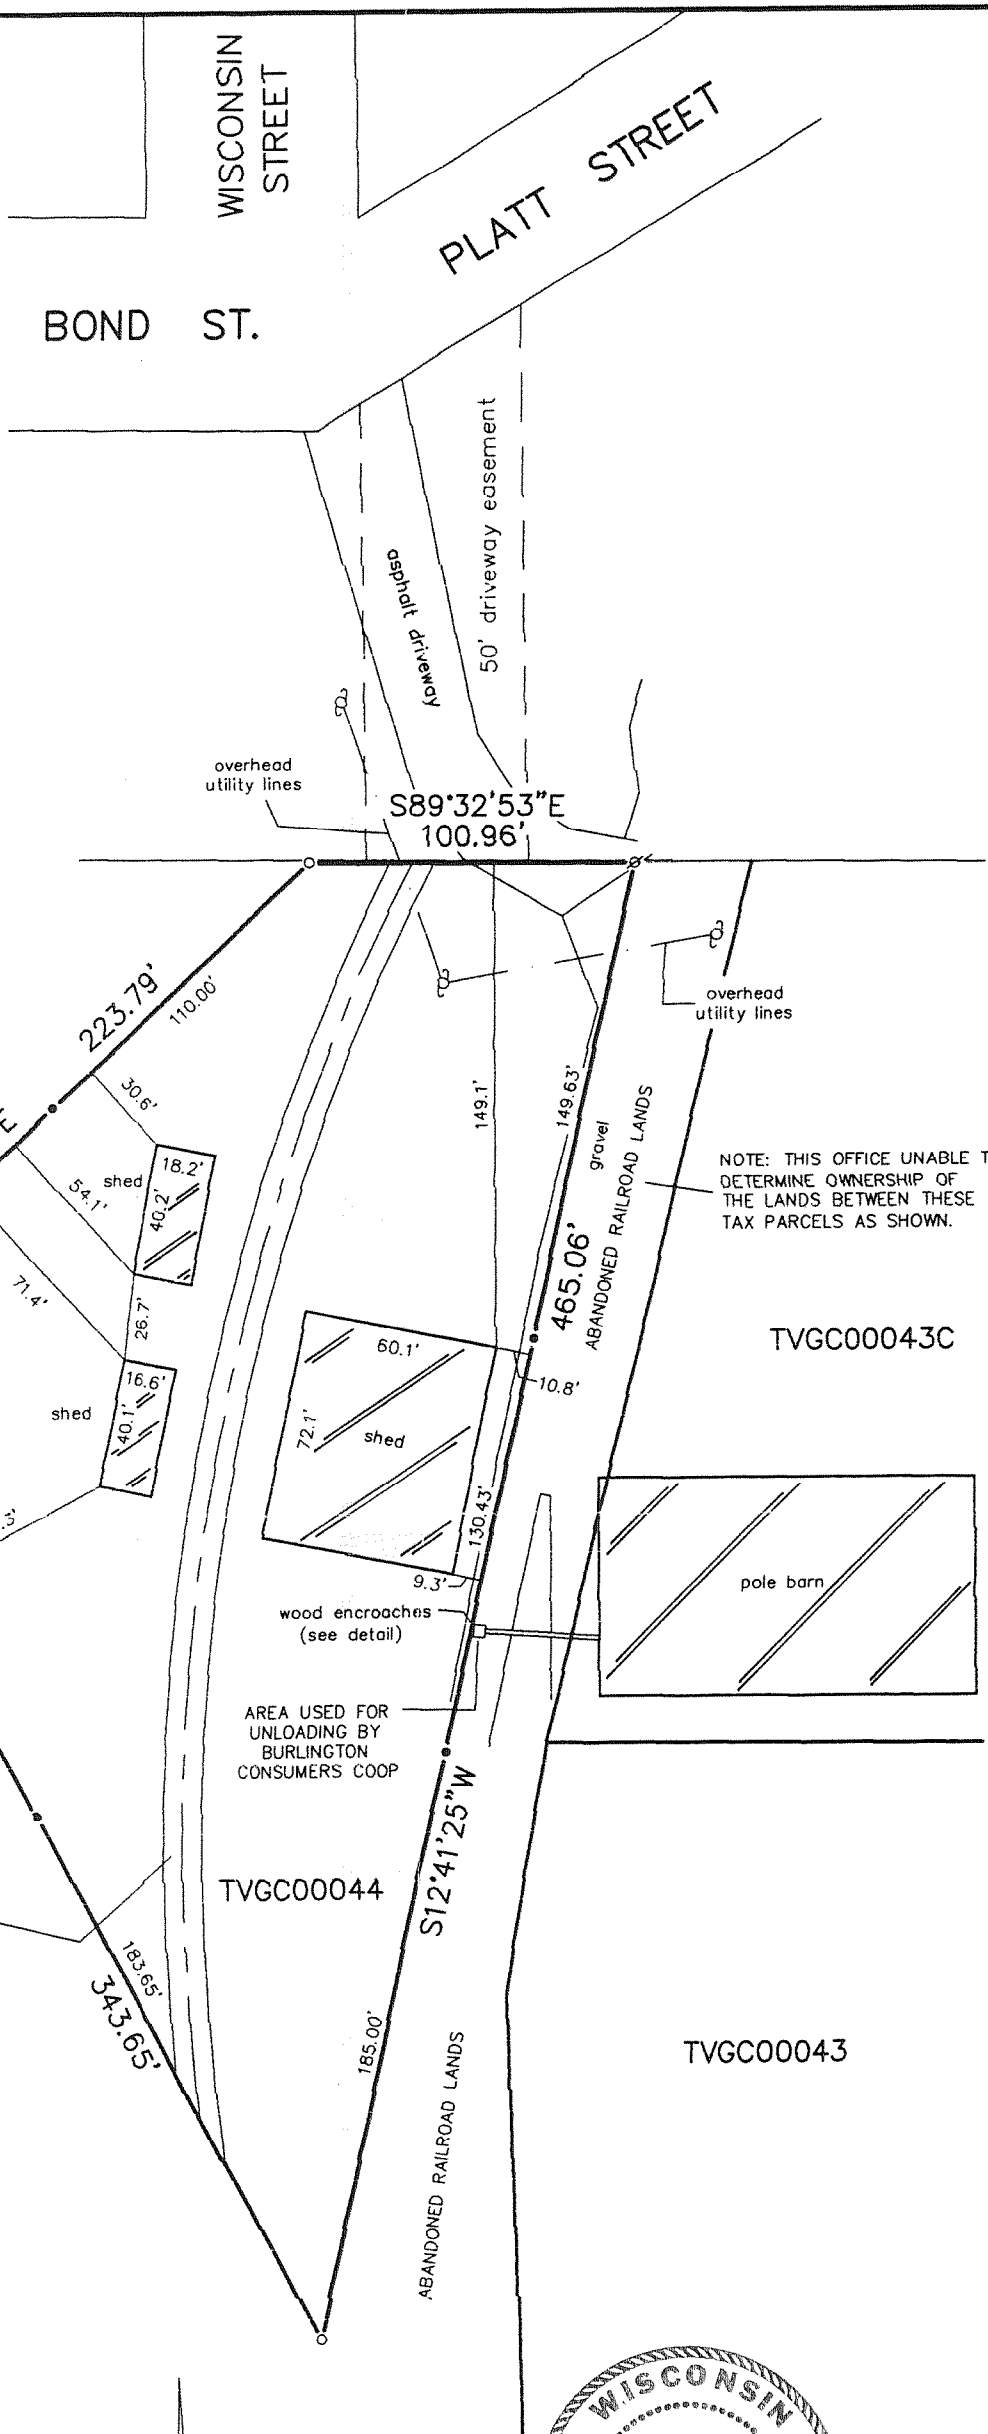 WISCONSIN
STREET
PLATT STREET
BOND ST.
50' driveway easement
asphalt driveway
overhead
utility lines
S89°32'53"E
100.96'
223.79'
110.00'
overhead
utility lines
30.6'
149.1'
149.63'
gravel
ABANDONED RAILROAD LANDS
NOTE: THIS OFFICE UNABLE T
DETERMINE OWNERSHIP OF
THE LANDS BETWEEN THESE
TAX PARCELS AS SHOWN.
"E
shed
18.2'
40.2'
54.1'
465.06'
71.4'
26.7'
TVGC00043C
60.1'
10.8'
16.6'
40.1'
shed
72.1'
shed
130.43'
.3'
9.3'
pole barn
wood encroaches
(see detail)
AREA USED FOR
UNLOADING BY
BURLINGTON
CONSUMERS COOP
S12°41'25"W
TVGC00044
183.65'
343.65'
185.00'
ABANDONED RAILROAD LANDS
TVGC00043
WISCONSIN